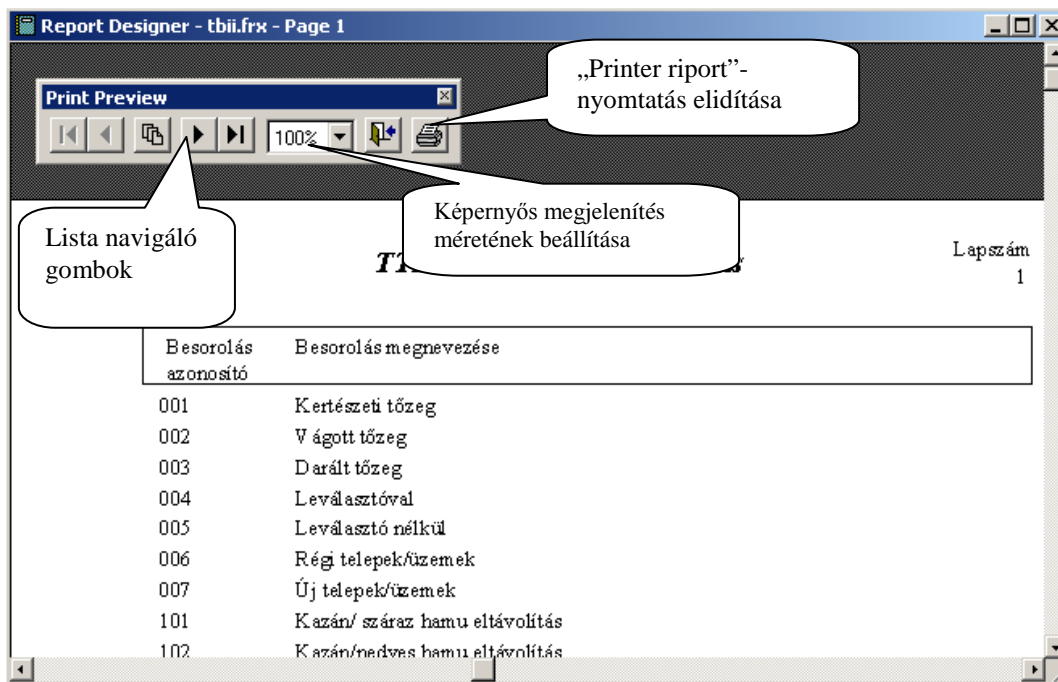 Report Designer - tbii.frx - Page 1
„Printer riport”-
nyomtatás elidítása
Print Preview
100%
Képernyős megjelenítés
méretének beállítása
Lista navigáló
gombok
Lapszám
1
Besorolás
azonosító
Besorolás megnevezése
001 Kertészeti tőzeg
002 Vágott tőzeg
003 Darált tőzeg
004 Leválasztóval
005 Leválasztó nélkül
006 Régi telepek/üzemek
007 Új telepek/üzemek
101 Kazán/ száraz hamu eltávolítás
102 Kazán/nedves hamu eltávolítás